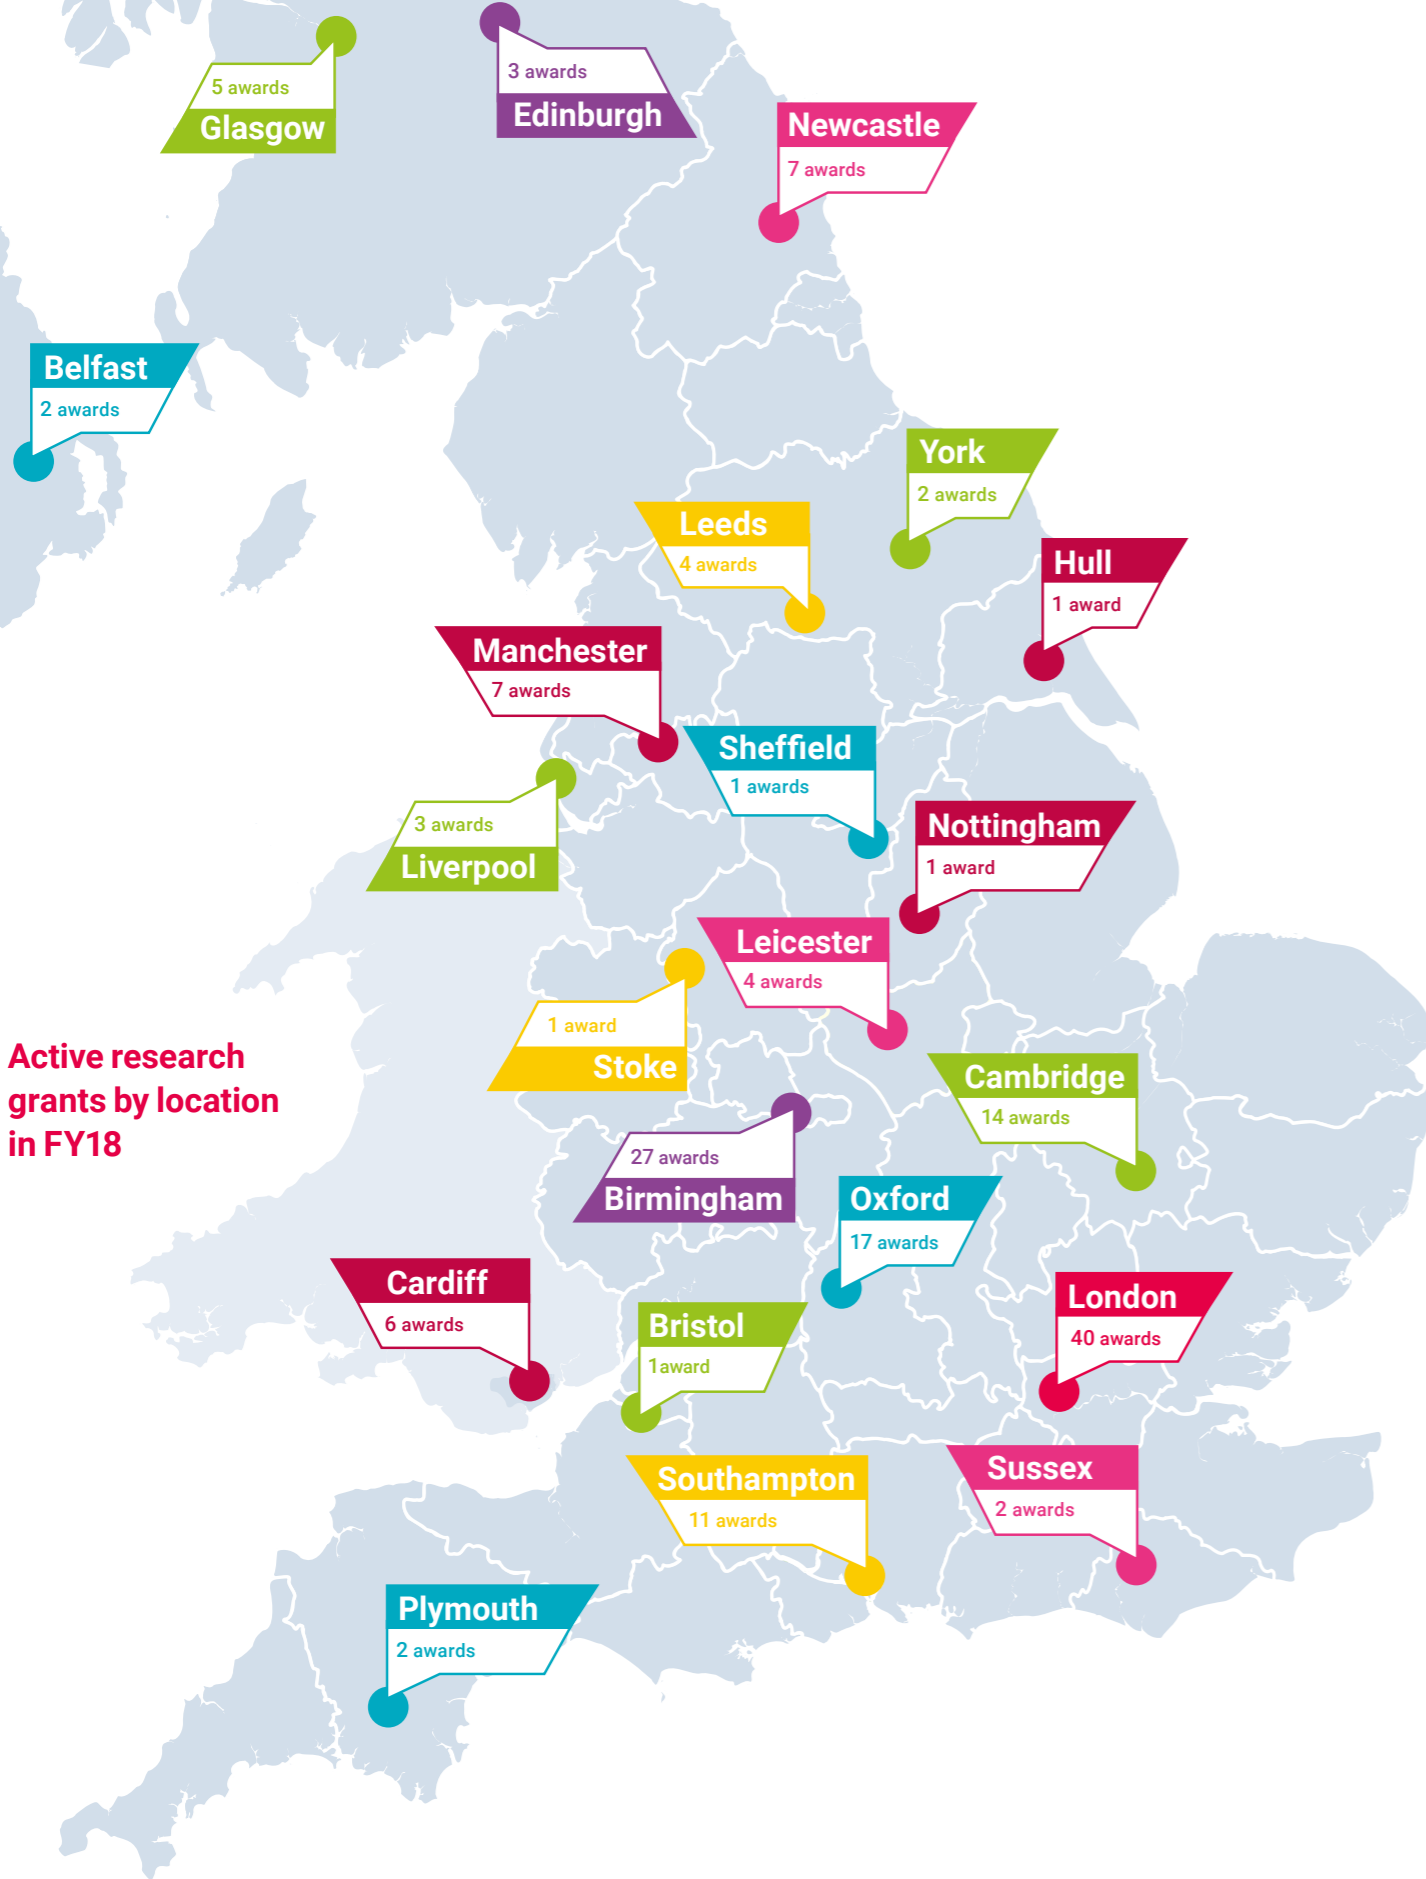 5 awards
Glasgow
3 awards
Edinburgh
Newcastle
7 awards
Belfast
2 awards
York
2 awards
Leeds
4 awards
Hull
1 award
Manchester
7 awards
Sheffield
1 awards
3 awards
Liverpool
Nottingham
1 award
Leicester
4 awards
1 award
Stoke
Active research
grants by location
in FY18
Cambridge
14 awards
27 awards
Birmingham
Oxford
17 awards
Cardiff
6 awards
London
40 awards
Bristol
1award
Southampton
11 awards
Sussex
2 awards
Plymouth
2 awards